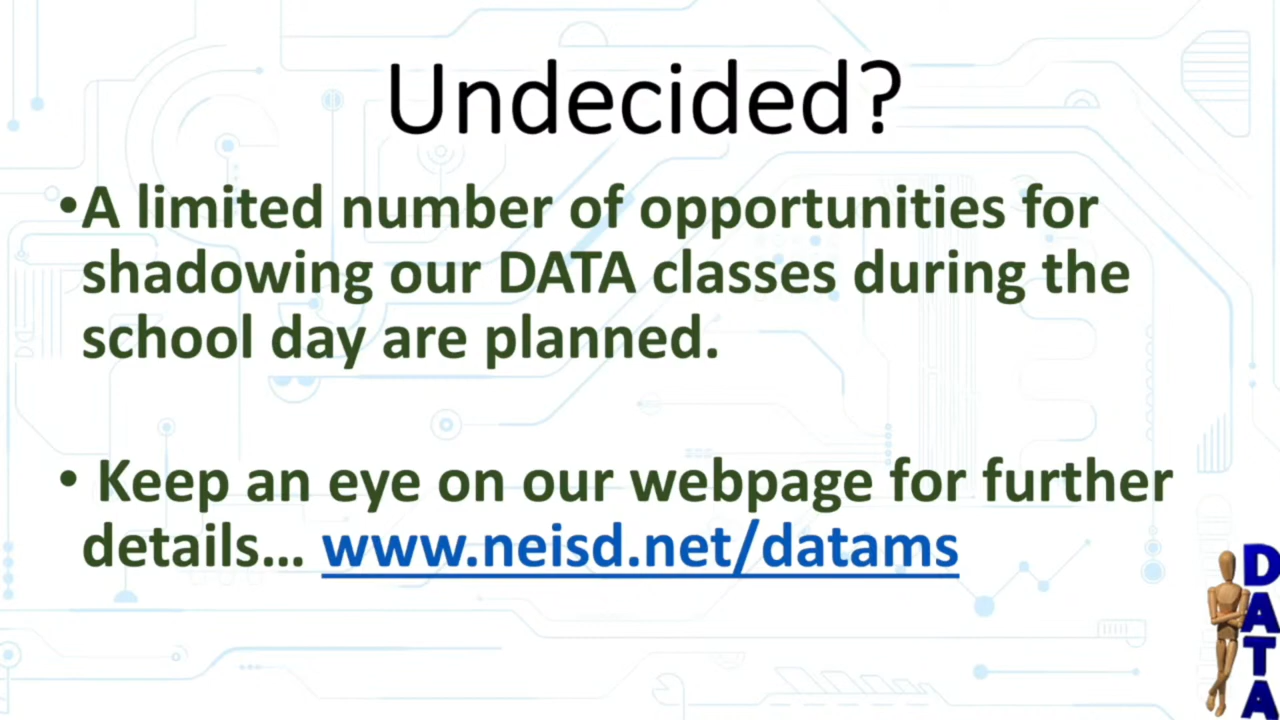 Undecided?
•A limited number of opportunities for
shadowing our DATA classes during the
school day are planned.
• Keep an eye on our webpage for further
details... www.neisd.net/datams
DATA